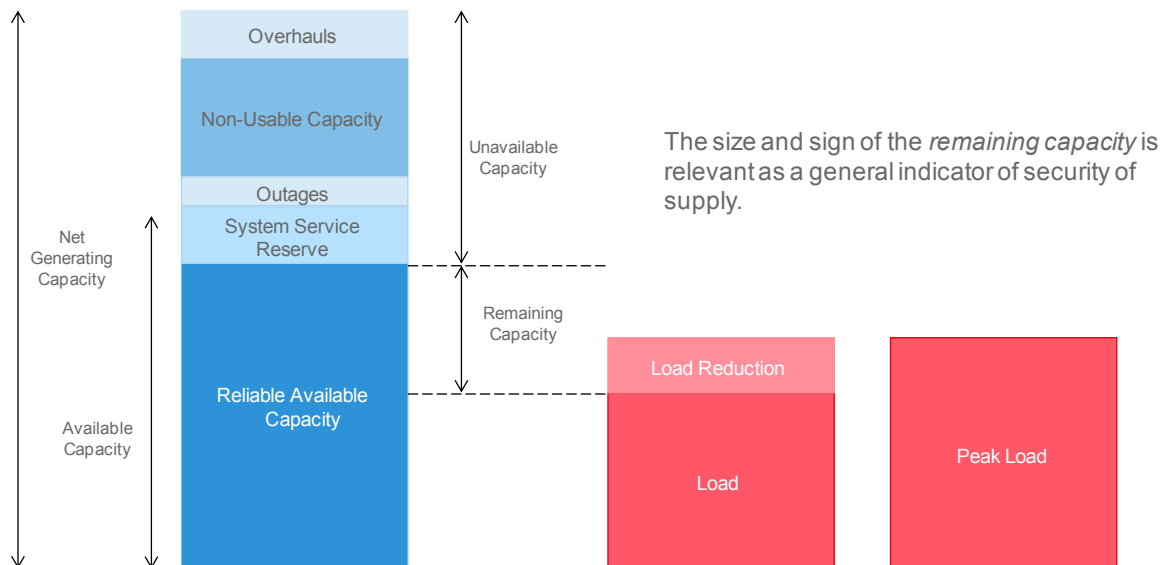 Overhauls
Non-Usable Capacity
Outages
System Service
Reserve
Reliable Available
Capacity
Net
Generating
Capacity
Available
Capacity
Unavailable
Capacity
Remaining
Capacity
The size and sign of the remaining capacity is
relevant as a general indicator of security of
supply.
Load Reduction
Load
Peak Load